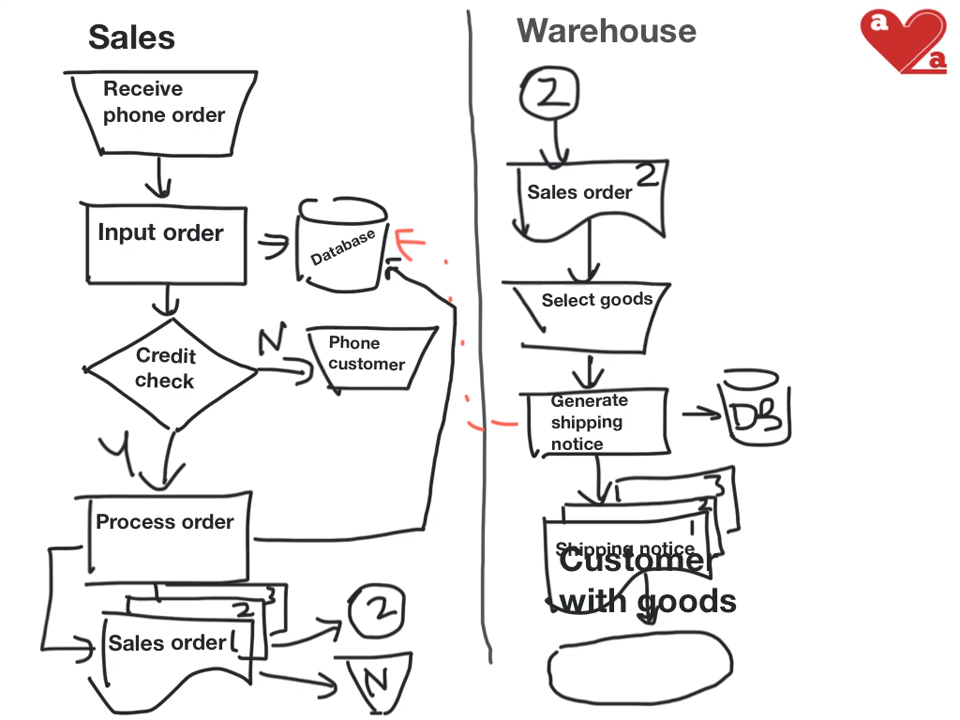 Sales
Receive
phone order
Input order
Database
Credit
check
N
Phone
customer
Y
Process order
3
2
Sales order 1
2
N
Warehouse
2
Sales order 2
Select goods
Generate
shipping
notice
DB
3
2
1
Shipping notice
Customer
with goods
a
a